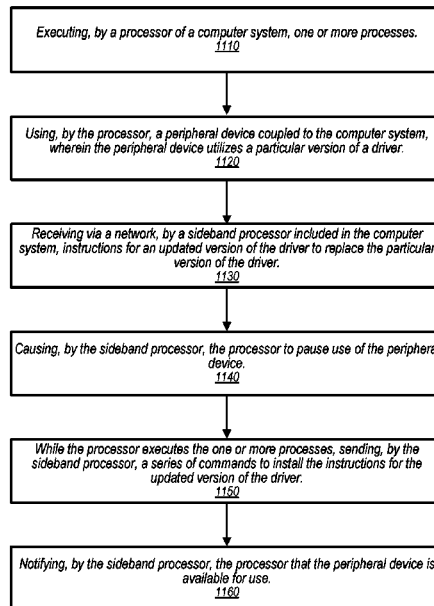 Executing, by a processor of a computer system, one or more processes.
1110
Using, by the processor, a peripheral device coupled to the computer
system, wherein the peripheral device utilizes a particular version of a driver.
1120
Receiving via a network, by a sideband processor included in the computer
system, instructions for an updated version of the driver to replace the particular
version of the driver.
1130
Causing, by the sideband processor, the processor to pause use of the peripheral
device.
1140
While the processor executes the one or more processes, sending, by the
sideband processor, a series of commands to install the instructions for the
updated version of the driver.
1150
Notifying, by the sideband processor, the processor that the peripheral device is
available for use.
1160